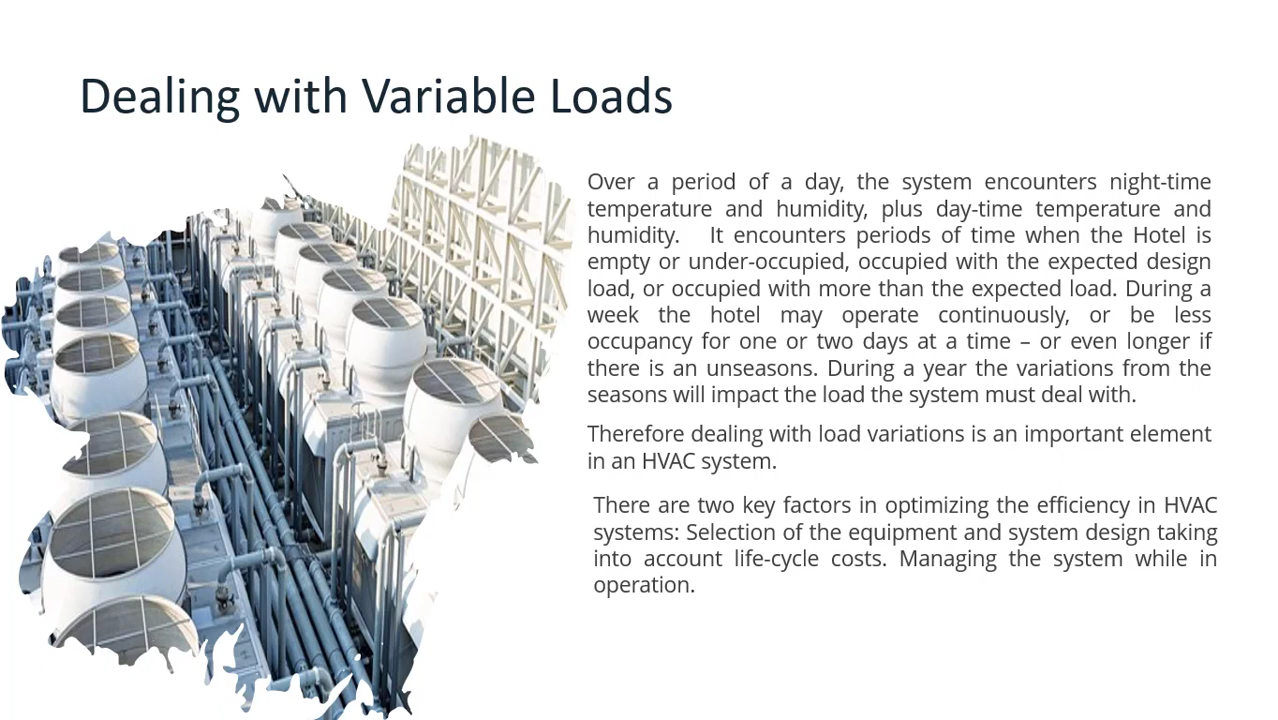 Dealing with Variable Loads
Over a period of a day, the system encounters night-time
temperature and humidity, plus day-time temperature and
humidity. It encounters periods of time when the Hotel is
empty or under-occupied, occupied with the expected design
load, or occupied with more than the expected load. During a
week the hotel may operate continuously, or be less
occupancy for one or two days at a time – or even longer if
there is an unseasons. During a year the variations from the
seasons will impact the load the system must deal with.
Therefore dealing with load variations is an important element
in an HVAC system.
There are two key factors in optimizing the efficiency in HVAC
systems: Selection of the equipment and system design taking
into account life-cycle costs. Managing the system while in
operation.